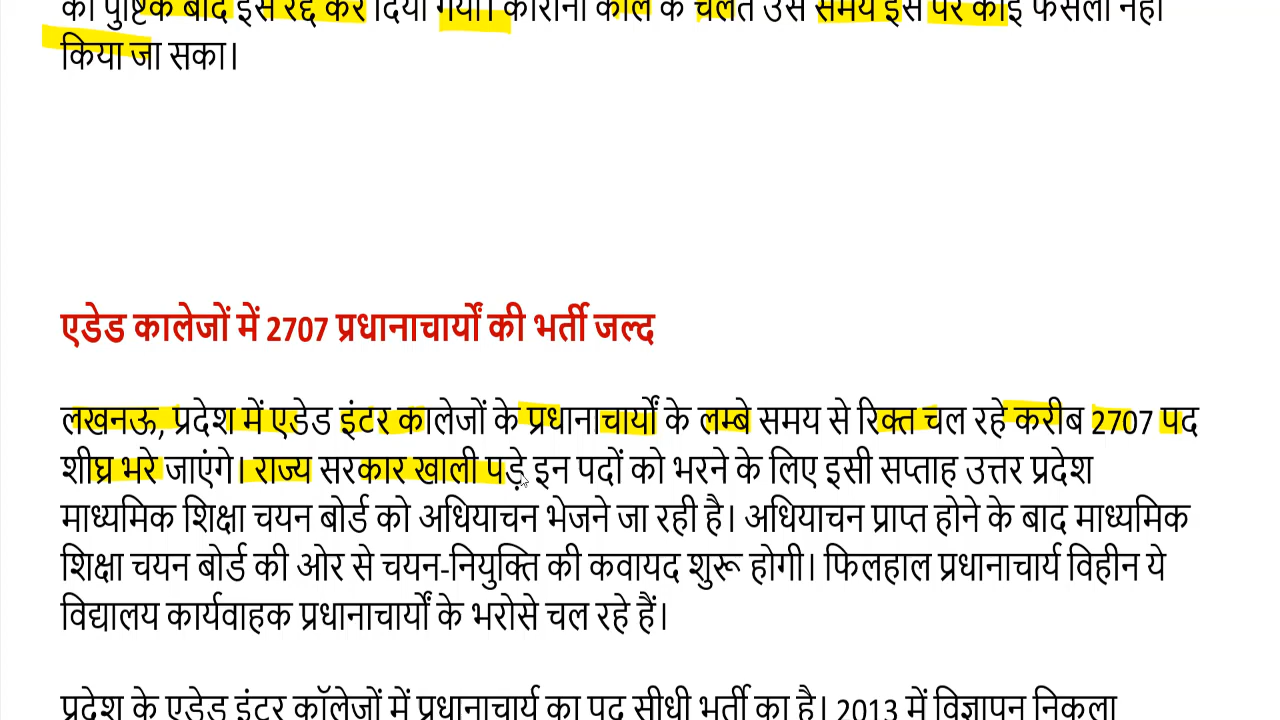 की पुष्टि के बाद इसे रद्द कर दिया गया। कोरोना काल के चलते उस समय इस पर कोई फैसला नहीं
किया जा सका।
एडेड कालेजों में 2707 प्रधानाचार्यों की भर्ती जल्द
लखनऊ, प्रदेश में एडेड इंटर कालेजों के प्रधानाचार्यो के लम्बे समय से रिक्त चल रहे करीब 2707 पद
शीघ्र भरे जाएंगे। राज्य सरकार खाली पड़े इन पदों को भरने के लिए इसी सप्ताह उत्तर प्रदेश
माध्यमिक शिक्षा चयन बोर्ड को अधियाचन भेजने जा रही है। अधियाचन प्राप्त होने के बाद माध्यमिक
शिक्षा चयन बोर्ड की ओर से चयन-नियुक्ति की कवायद शुरू होगी। फिलहाल प्रधानाचार्य विहीन ये
विद्यालय कार्यवाहक प्रधानाचार्यों के भरोसे चल रहे हैं।
प्रदेश के एडेड इंटर कॉलेजों में प्रधानाचार्य का पद सीधी भर्ती का है। 2013 में विज्ञापन निकला